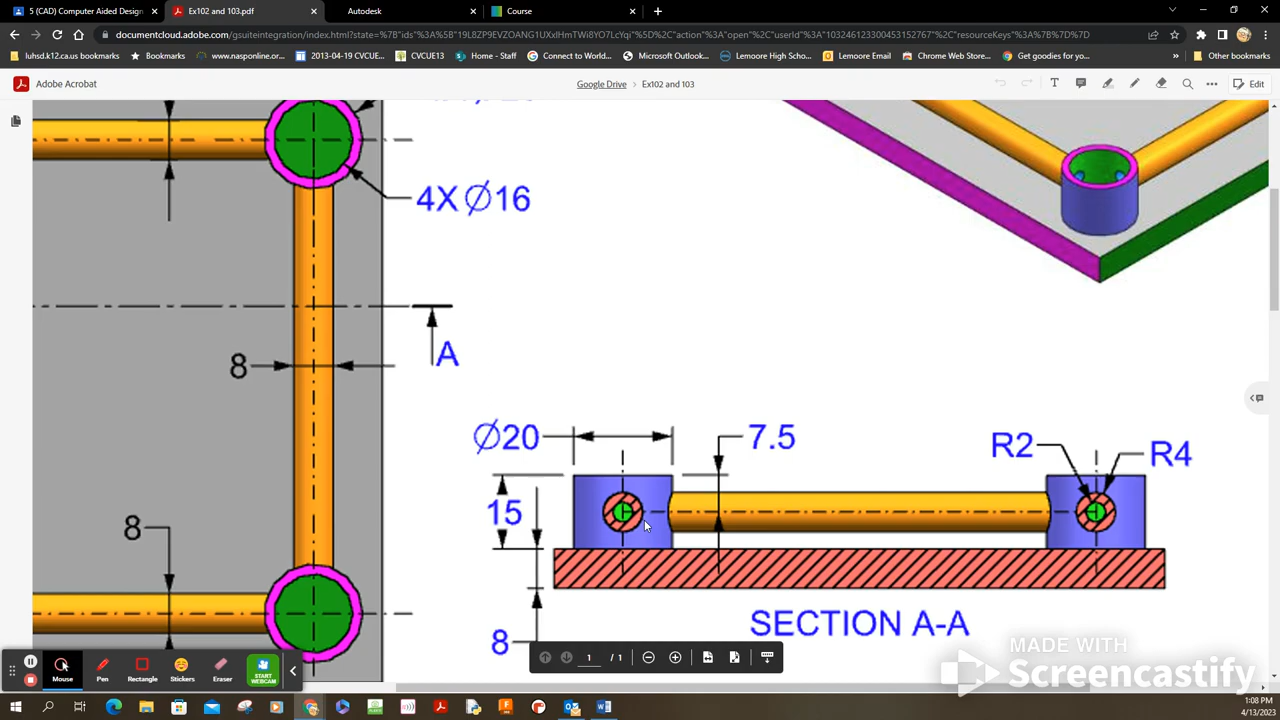 5 (CAD) Computer Aided Design
Ex102 and 103.pdf
Autodesk
Course
documentcloud.adobe.com/gsuiteintegration/index.html?state=%7B"ids"%3A%5B"19L8ZP9EVZOANG1UXxlHmTWi8YO7LcYqi"%5D%2C"action"%3A"open"%2C"userId"%3A"103246123300453152767"%2C"resourceKeys"%3A%7B%7D%7D
luhsd.k12.ca.us bookmarks
Bookmarks
www.nasponline.org...
2013-04-19 CVCUE...
CVCUE13
Home - Staff
Connect to World...
Microsoft Outlook...
Lemoore High Scho...
Lemoore Email
Chrome Web Store...
Get goodies for you...
Other bookmarks
Adobe Acrobat
Google Drive
Ex102 and 103
Edit
4X Ø16
A
8
Ø20
7.5
R2
R4
15
8
SECTION A-A
8
1 / 1
MADE WITH
Screencastify
Mouse
Pen
Rectangle
Stickers
Eraser
START
WEBCAM
1:08 PM
4/13/2023